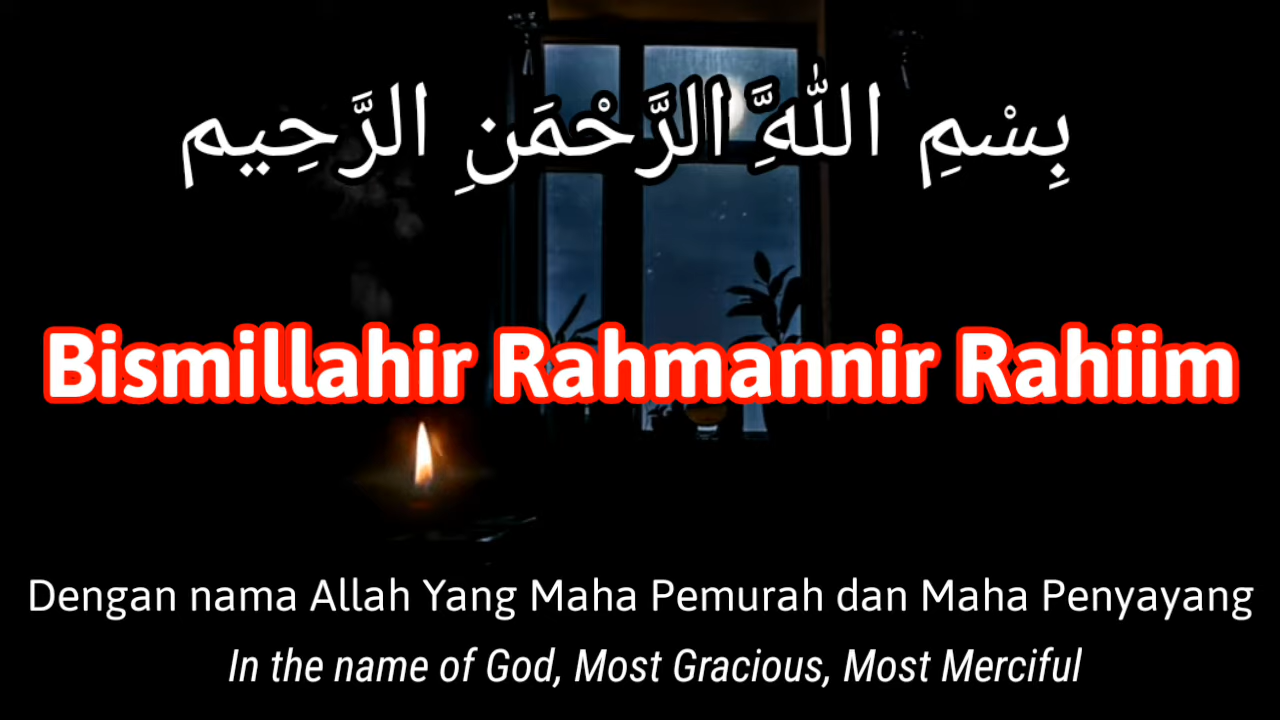 بِسْمِ اللَّهِ الرَّحْمَنِ الرَّحِيم
Bismillahir Rahmannir Rahiim
Dengan nama Allah Yang Maha Pemurah dan Maha Penyayang
In the name of God, Most Gracious, Most Merciful